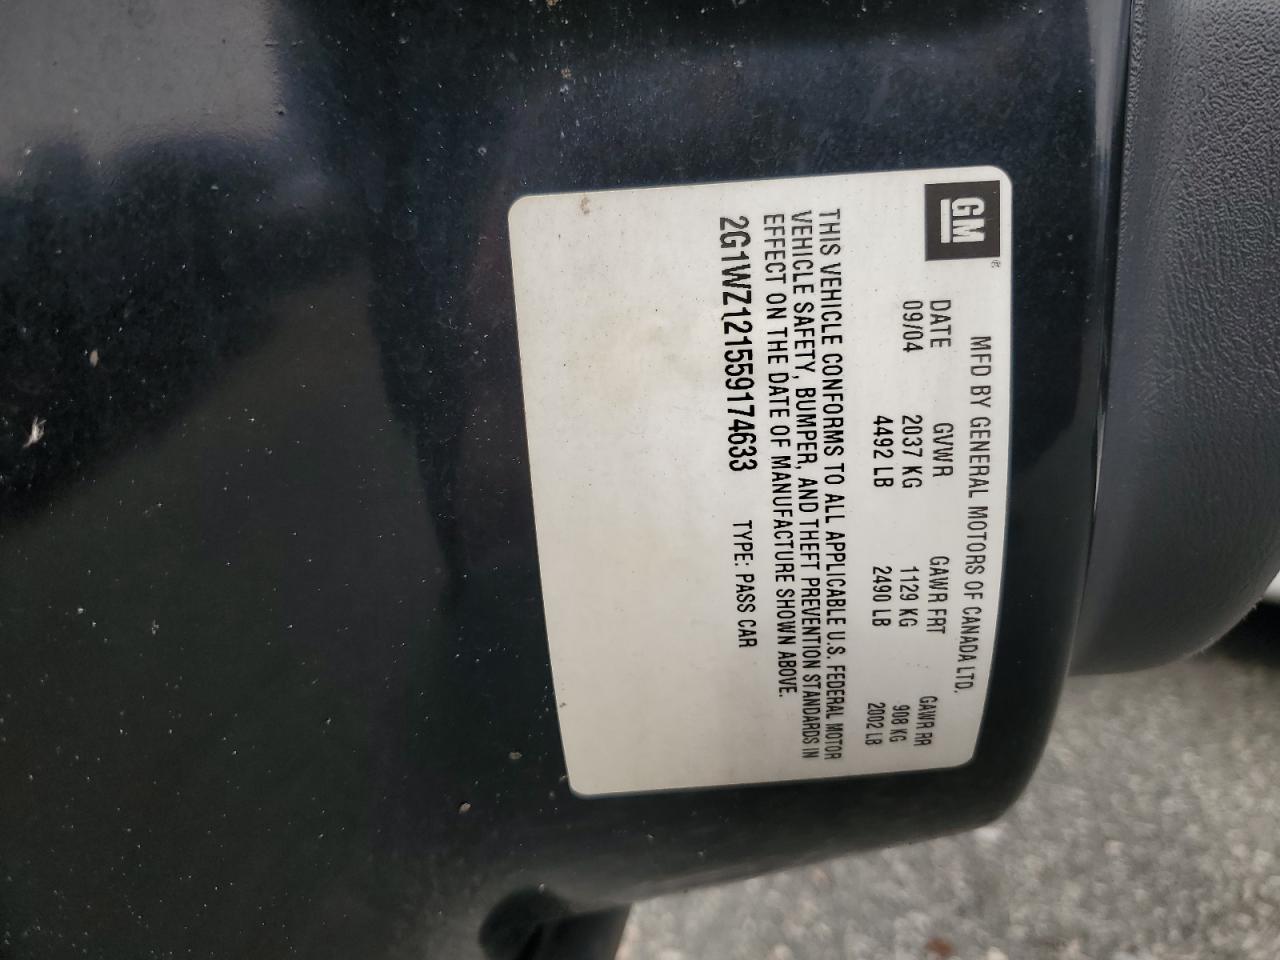 GM®
MFD BY GENERAL MOTORS OF CANADA LTD.
DATE GVWR GAWR FRT GAWR RR
09/04 2037 KG 1129 KG 908 KG
4492 LB 2490 LB 2002 LB
THIS VEHICLE CONFORMS TO ALL APPLICABLE U.S. FEDERAL MOTOR
VEHICLE SAFETY, BUMPER, AND THEFT PREVENTION STANDARDS IN
EFFECT ON THE DATE OF MANUFACTURE SHOWN ABOVE.
2G1WZ121559174633 TYPE: PASS CAR